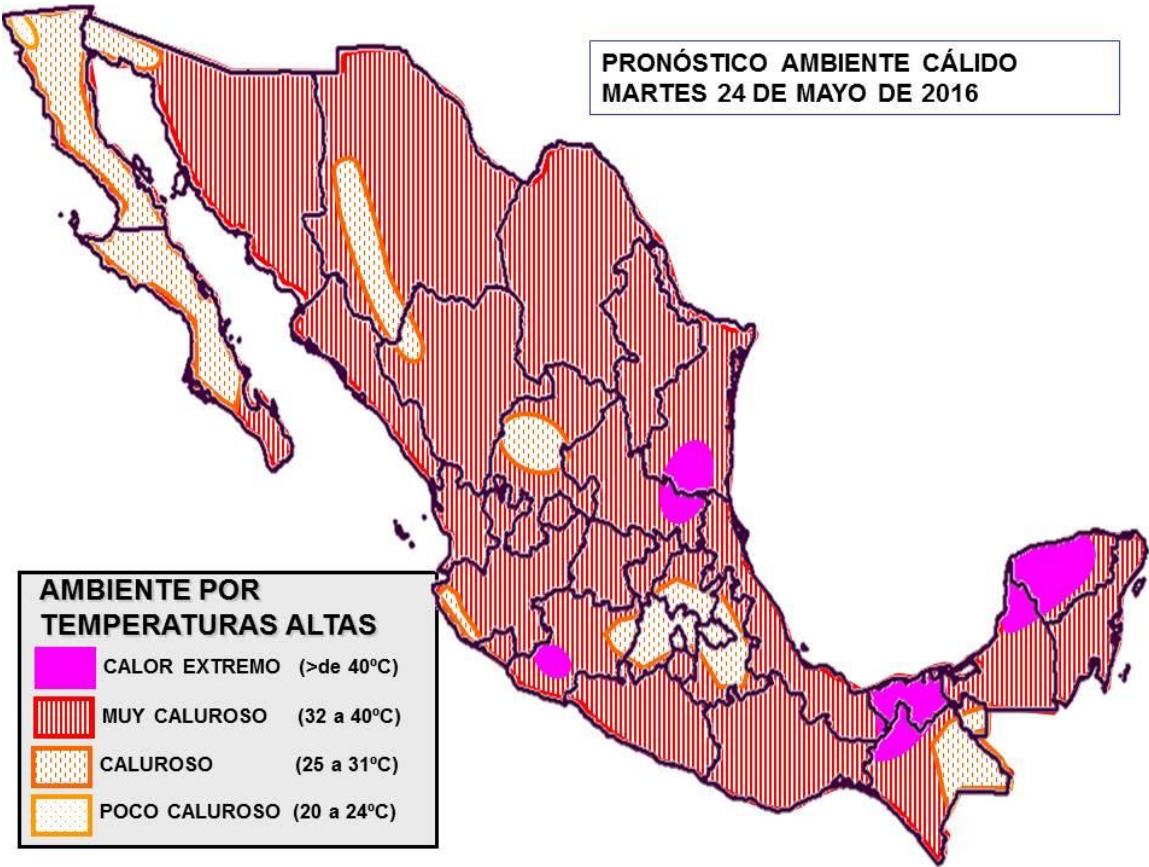 PRONÓSTICO AMBIENTE CÁLIDO
MARTES 24 DE MAYO DE 2016
AMBIENTE POR
TEMPERATURAS ALTAS
CALOR EXTREMO (>de 40ºC)
MUY CALUROSO (32 a 40ºC)
CALUROSO (25 a 31ºC)
POCO CALUROSO (20 a 24ºC)